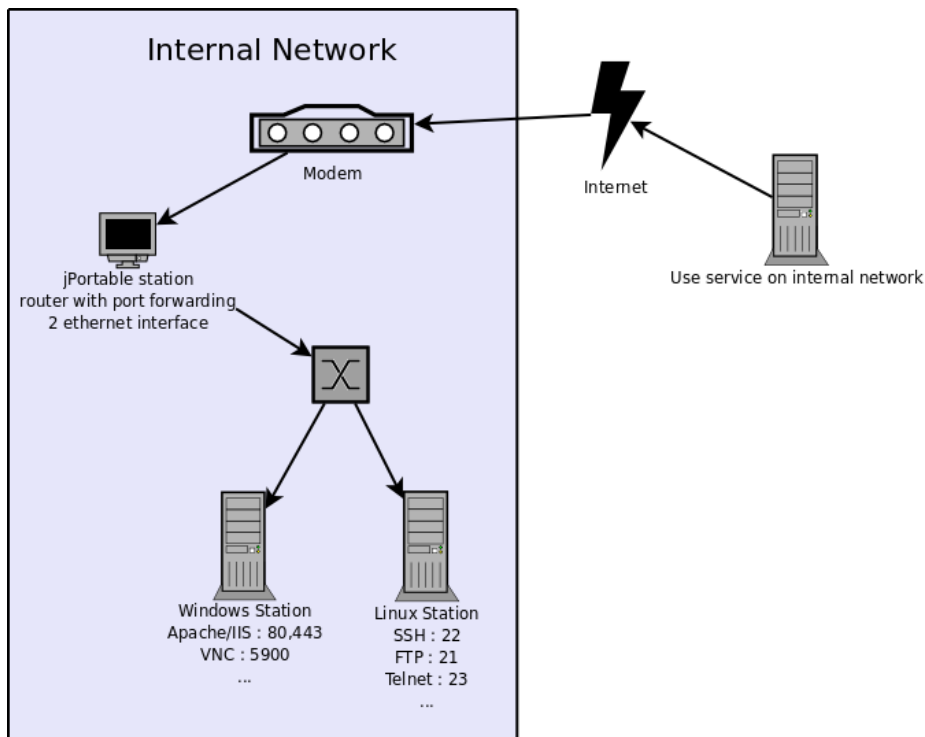 Internal Network
Modem
Internet
Use service on internal network
jPortable station
router with port forwarding
2 ethernet interface
Windows Station
Apache/IIS : 80,443
VNC : 5900
...
Linux Station
SSH : 22
FTP : 21
Telnet : 23
...